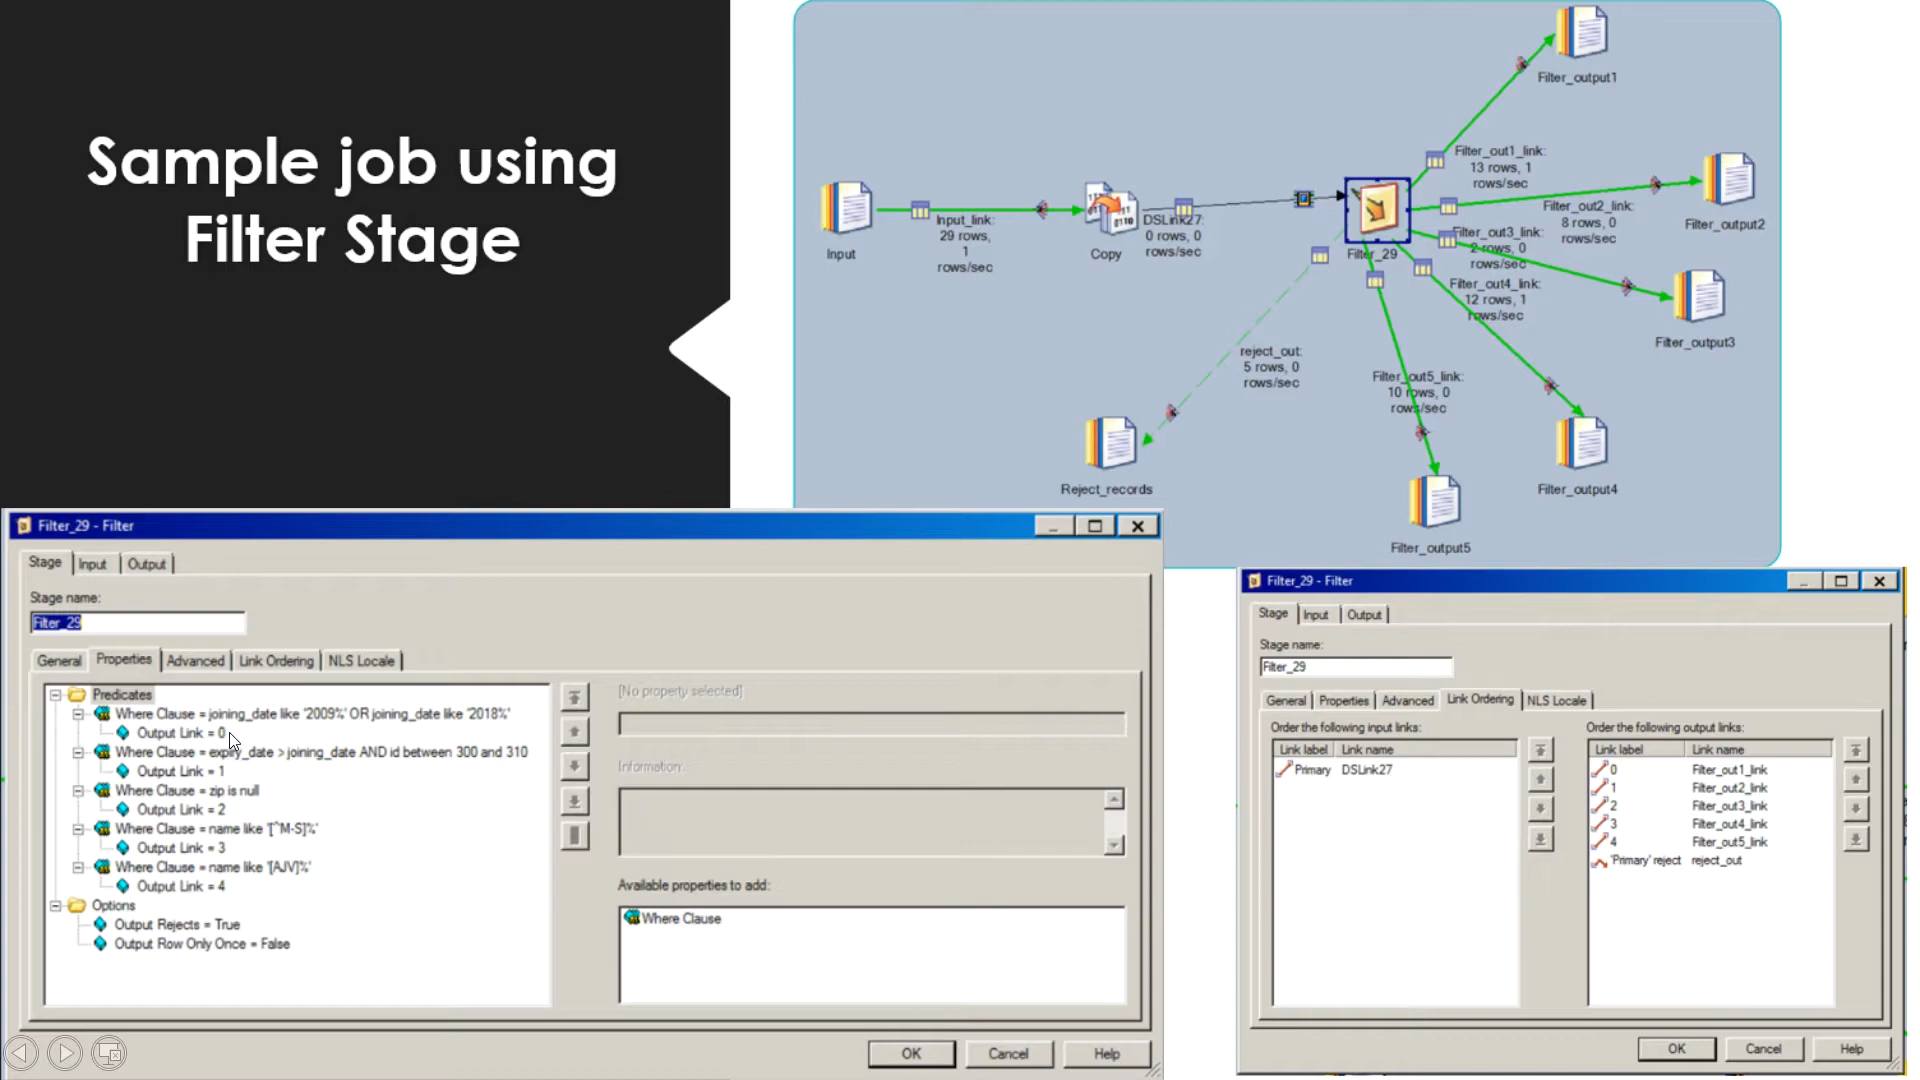 Sample job using
Filter Stage
Filter_output1
Filter_out1_link:
13 rows, 1
rows/sec
Filter_output2
Filter_out2_link:
8 rows, 0
rows/sec
Input
Input_link:
29 rows,
1
rows/sec
Copy
DSLink27:
0 rows, 0
rows/sec
Filter_29
Filter_out3_link:
2 rows, 0
rows/sec
Filter_output3
Filter_out4_link:
12 rows, 1
rows/sec
Filter_output4
reject_out:
5 rows, 0
rows/sec
Filter_out5_link:
10 rows, 0
rows/sec
Reject_records
Filter_output5
Filter_29 - Filter
Stage Input Output
Stage name:
Filter_29
General Properties Advanced Link Ordering NLS Locale
Predicates
Where Clause = joining_date like '2009%' OR joining_date like '2018%'
Output Link = 0
Where Clause = expiry_date > joining_date AND id between 300 and 310
Output Link = 1
Where Clause = zip is null
Output Link = 2
Where Clause = name like '[^M-S]%'
Output Link = 3
Where Clause = name like '[AJV]%'
Output Link = 4
Options
Output Rejects = True
Output Row Only Once = False
[No property selected]
Information:
Available properties to add:
Where Clause
OK Cancel Help
Filter_29 - Filter
Stage Input Output
Stage name:
Filter_29
General Properties Advanced Link Ordering NLS Locale
Order the following input links:
Link label Link name
Primary DSLink27
Order the following output links:
Link label Link name
0 Filter_out1_link
1 Filter_out2_link
2 Filter_out3_link
3 Filter_out4_link
4 Filter_out5_link
'Primary' reject reject_out
OK Cancel Help